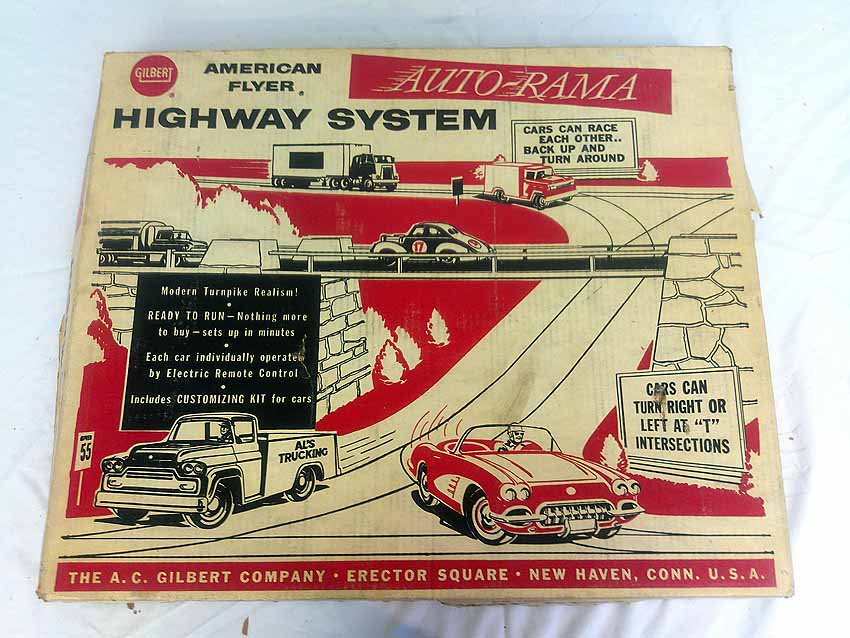 GILBERT
AMERICAN
FLYER
AUTO-RAMA
HIGHWAY SYSTEM
CARS CAN RACE
EACH OTHER..
BACK UP AND
TURN AROUND
17
Modern Turnpike Realism!
•
READY TO RUN—Nothing more
to buy—sets up in minutes
•
Each car individually operated
by Electric Remote Control
•
Includes CUSTOMIZING KIT for cars
CARS CAN
TURN RIGHT OR
LEFT AT "T"
INTERSECTIONS
SPEED
55
AL'S
TRUCKING
THE A. C. GILBERT COMPANY • ERECTOR SQUARE • NEW HAVEN, CONN. U.S.A.